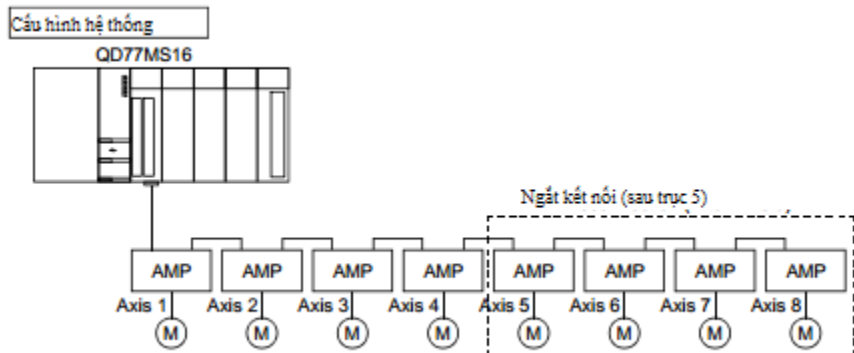 Cấu hình hệ thống
QD77MS16
Ngắt kết nối (sau trục 5)
AMP AMP AMP AMP AMP AMP AMP AMP
Axis 1 Axis 2 Axis 3 Axis 4 Axis 5 Axis 6 Axis 7 Axis 8
M M M M M M M M